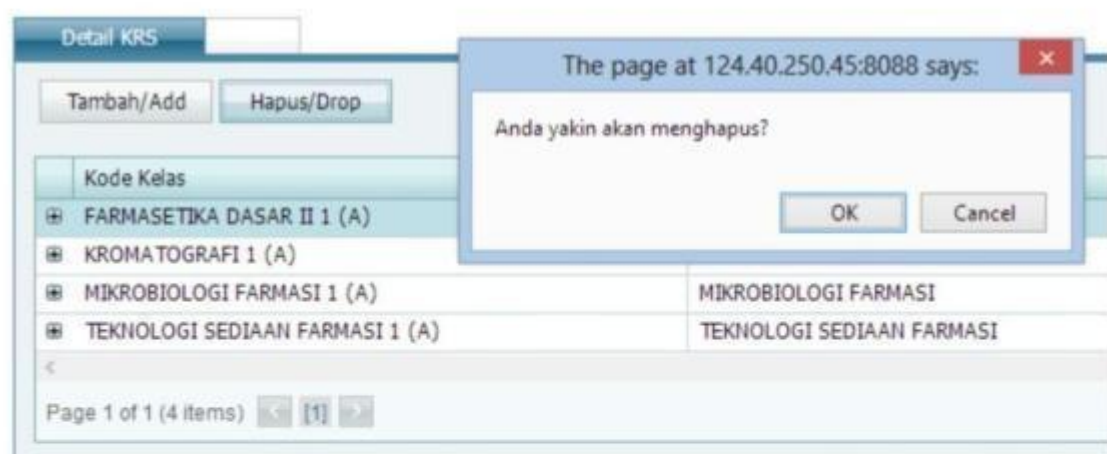 Detail KRS
The page at 124.40.250.45:8088 says:
Tambah/Add Hapus/Drop
Anda yakin akan menghapus?
OK Cancel
Kode Kelas
FARMASETIKA DASAR II 1 (A)
KROMATOGRAFI 1 (A)
MIKROBIOLOGI FARMASI 1 (A) MIKROBIOLOGI FARMASI
TEKNOLOGI SEDIAAN FARMASI 1 (A) TEKNOLOGI SEDIAAN FARMASI
Page 1 of 1 (4 items) [1]